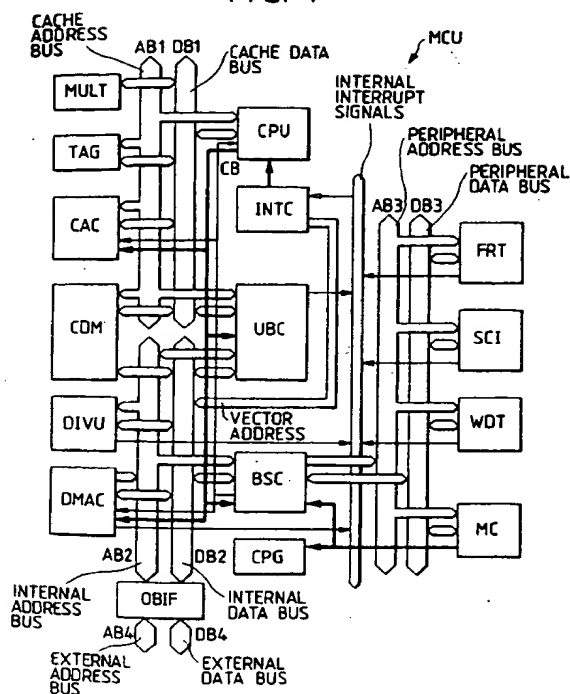 CACHE
ADDRESS
BUS
AB1
DB1
CACHE DATA
BUS
MCU
MULT
INTERNAL
INTERRUPT
SIGNALS
PERIPHERAL
ADDRESS BUS
PERIPHERAL
DATA BUS
CPU
TAG
CB
CAC
INTC
AB3
DB3
FRT
CDM
UBC
SCI
DIVU
VECTOR
ADDRESS
WDT
DMAC
BSC
MC
CPG
AB2
DB2
INTERNAL
ADDRESS
BUS
OBIF
INTERNAL
DATA BUS
AB4
DB4
EXTERNAL
ADDRESS
BUS
EXTERNAL
DATA BUS